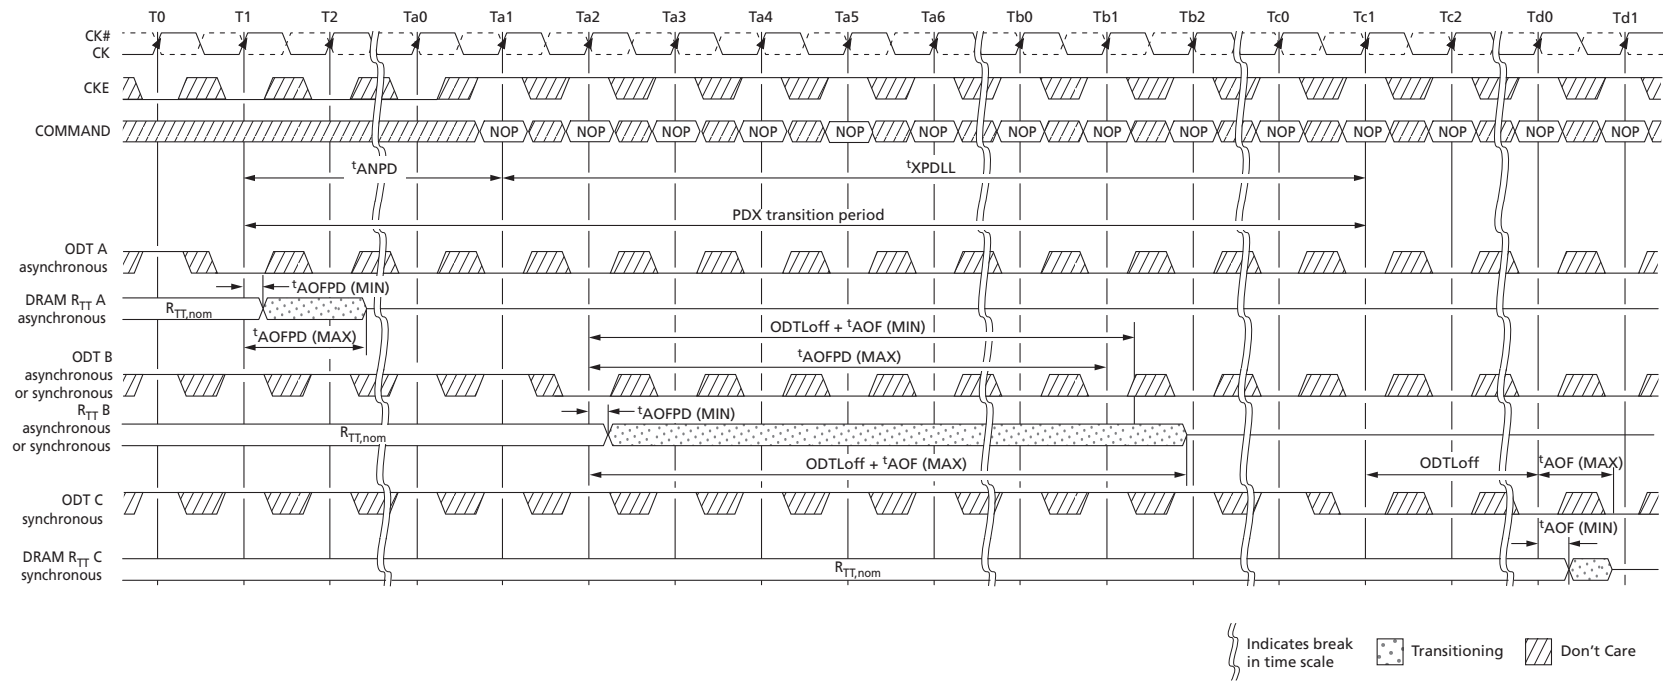 T0 T1 T2 Ta0 Ta1 Ta2 Ta3 Ta4 Ta5 Ta6 Tb0 Tb1 Tb2 Tc0 Tc1 Tc2 Td0 Td1
CK#
CK
CKE
COMMAND NOP NOP NOP NOP NOP NOP NOP NOP NOP NOP NOP NOP NOP NOP
tANPD tXPDLL
PDX transition period
ODT A
asynchronous
tAOFPD (MIN)
DRAM RTT A
asynchronous
RTT,nom
tAOFPD (MAX)
ODTLoff + tAOF (MIN)
tAOFPD (MAX)
ODT B
asynchronous
or synchronous
tAOFPD (MIN)
RTT B
asynchronous
or synchronous
RTT,nom
ODTLoff + tAOF (MAX)
ODTLoff tAOF (MAX)
ODT C
synchronous
tAOF (MIN)
DRAM RTT C
synchronous
RTT,nom
Indicates break
in time scale
Transitioning
Don't Care